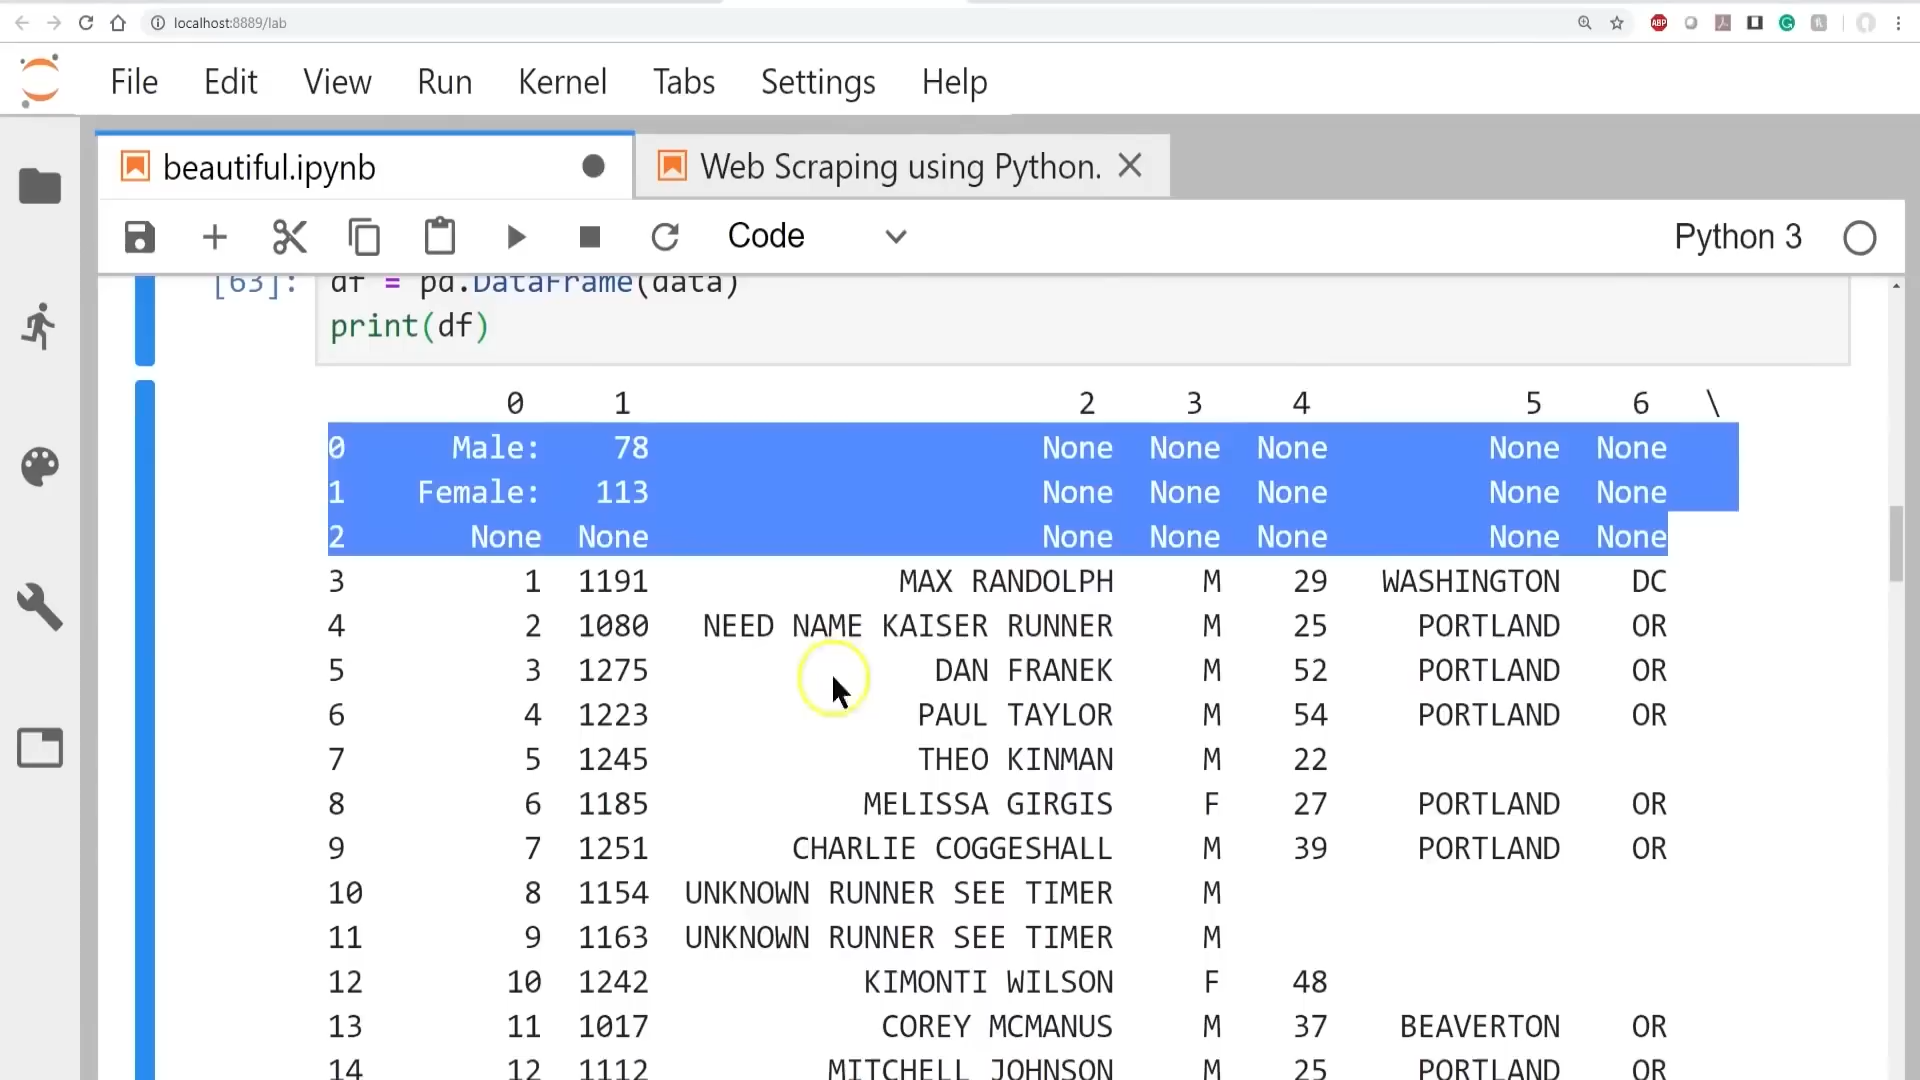 localhost:8889/lab
ABP
File Edit View Run Kernel Tabs Settings Help
beautiful.ipynb Web Scraping using Python.
Code Python 3
[63]: df = pd.DataFrame(data)
print(df)
0 1 2 3 4 5 6 \
0 Male: 78 None None None None None
1 Female: 113 None None None None None
2 None None None None None None None
3 1 1191 MAX RANDOLPH M 29 WASHINGTON DC
4 2 1080 NEED NAME KAISER RUNNER M 25 PORTLAND OR
5 3 1275 DAN FRANEK M 52 PORTLAND OR
6 4 1223 PAUL TAYLOR M 54 PORTLAND OR
7 5 1245 THEO KINMAN M 22
8 6 1185 MELISSA GIRGIS F 27 PORTLAND OR
9 7 1251 CHARLIE COGGESHALL M 39 PORTLAND OR
10 8 1154 UNKNOWN RUNNER SEE TIMER M
11 9 1163 UNKNOWN RUNNER SEE TIMER M
12 10 1242 KIMONTI WILSON F 48
13 11 1017 COREY MCMANUS M 37 BEAVERTON OR
14 12 1112 MITCHELL JOHNSON M 25 PORTLAND OR